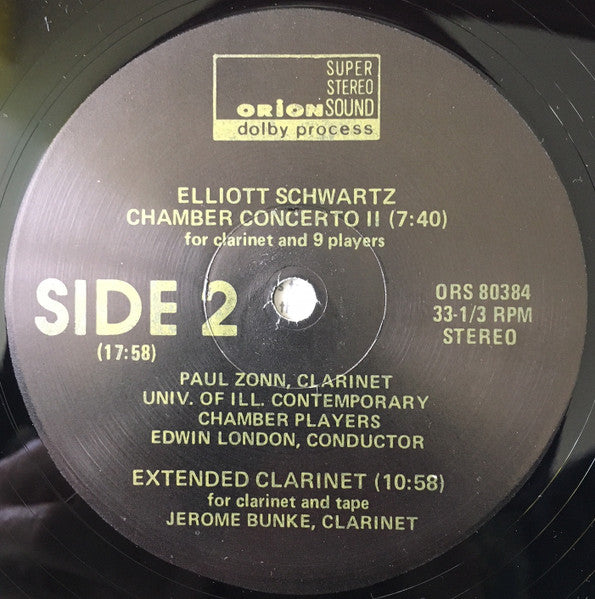 SUPER
STEREO
ORION SOUND
dolby process
ELLIOTT SCHWARTZ
CHAMBER CONCERTO II (7:40)
for clarinet and 9 players
SIDE 2
(17:58)
ORS 80384
33-1/3 RPM
STEREO
PAUL ZONN, CLARINET
UNIV. OF ILL. CONTEMPORARY
CHAMBER PLAYERS
EDWIN LONDON, CONDUCTOR
EXTENDED CLARINET (10:58)
for clarinet and tape
JEROME BUNKE, CLARINET